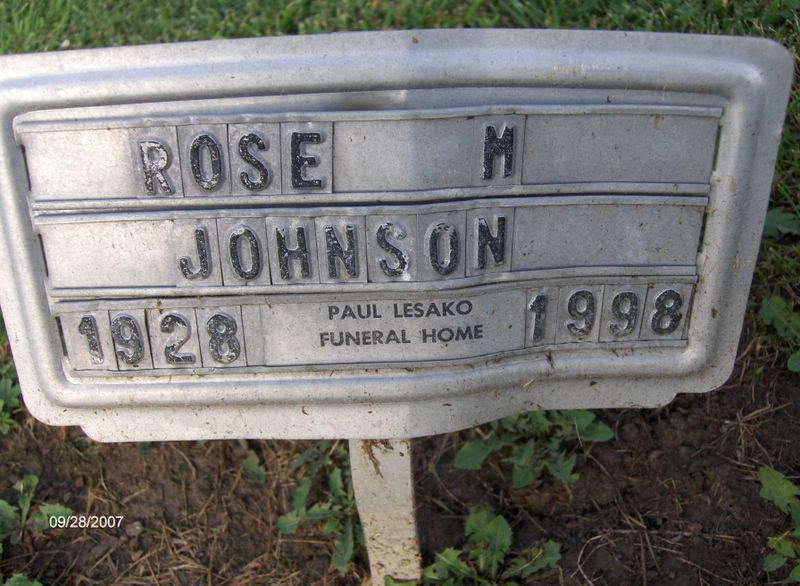 ROSE M
JOHNSON
1928 PAUL LESAKO FUNERAL HOME 1998
09/28/2007